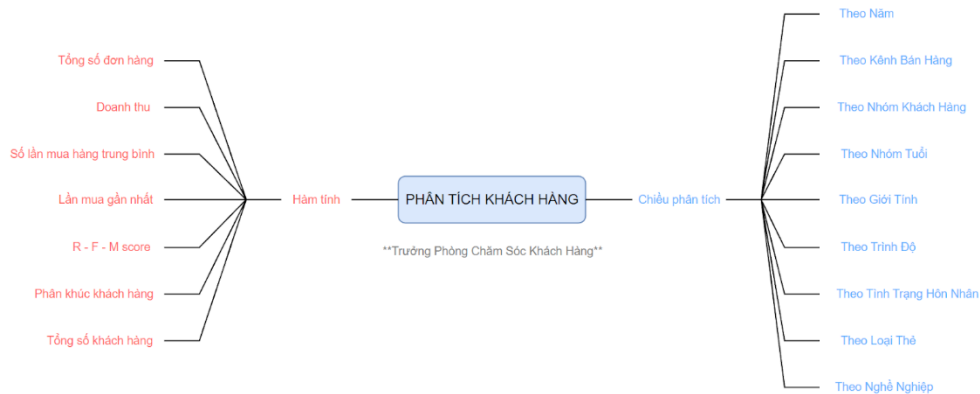 Tổng số đơn hàng
Doanh thu
Số lần mua hàng trung bình
Lần mua gần nhất
R - F - M score
Phân khúc khách hàng
Tổng số khách hàng
Hàm tính
PHÂN TÍCH KHÁCH HÀNG
**Trưởng Phòng Chăm Sóc Khách Hàng**
Chiều phân tích
Theo Năm
Theo Kênh Bán Hàng
Theo Nhóm Khách Hàng
Theo Nhóm Tuổi
Theo Giới Tính
Theo Trình Độ
Theo Tình Trạng Hôn Nhân
Theo Loại Thẻ
Theo Nghề Nghiệp